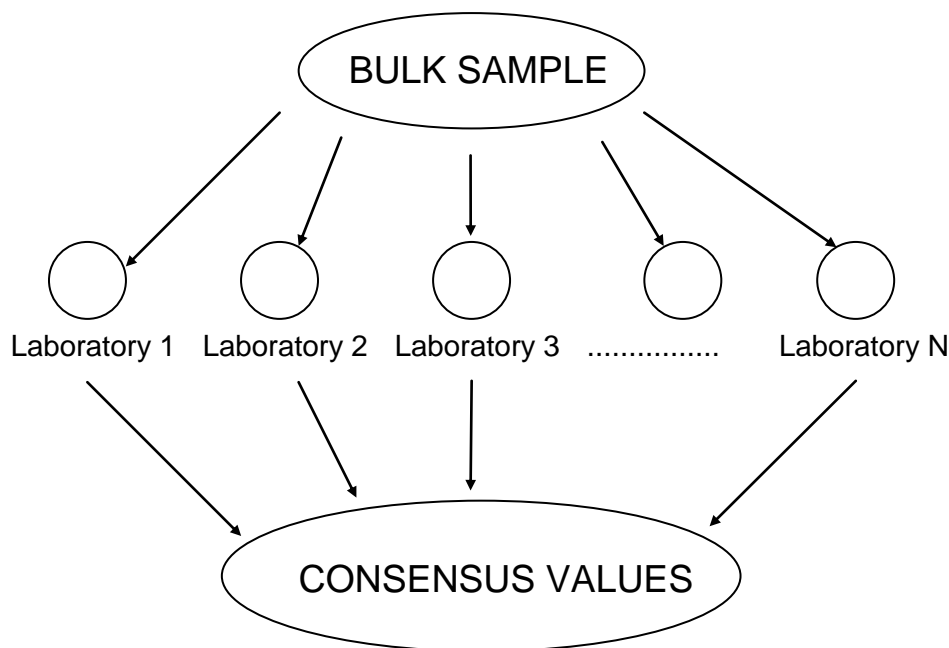 BULK SAMPLE
Laboratory 1 Laboratory 2 Laboratory 3 ................ Laboratory N
CONSENSUS VALUES